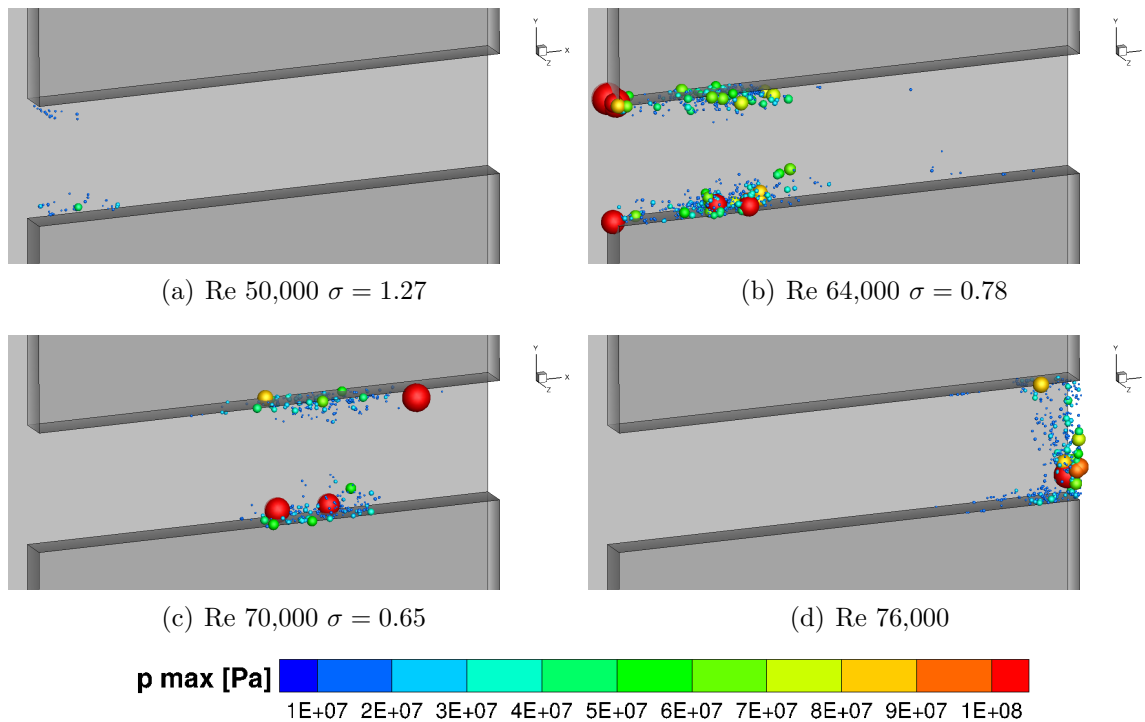 Y
X
Z
Y
Z
(a) Re 50,000 σ = 1.27
(b) Re 64,000 σ = 0.78
Y
X
Z
Y
Z
(c) Re 70,000 σ = 0.65
(d) Re 76,000
p max [Pa]
1E+07 2E+07 3E+07 4E+07 5E+07 6E+07 7E+07 8E+07 9E+07 1E+08